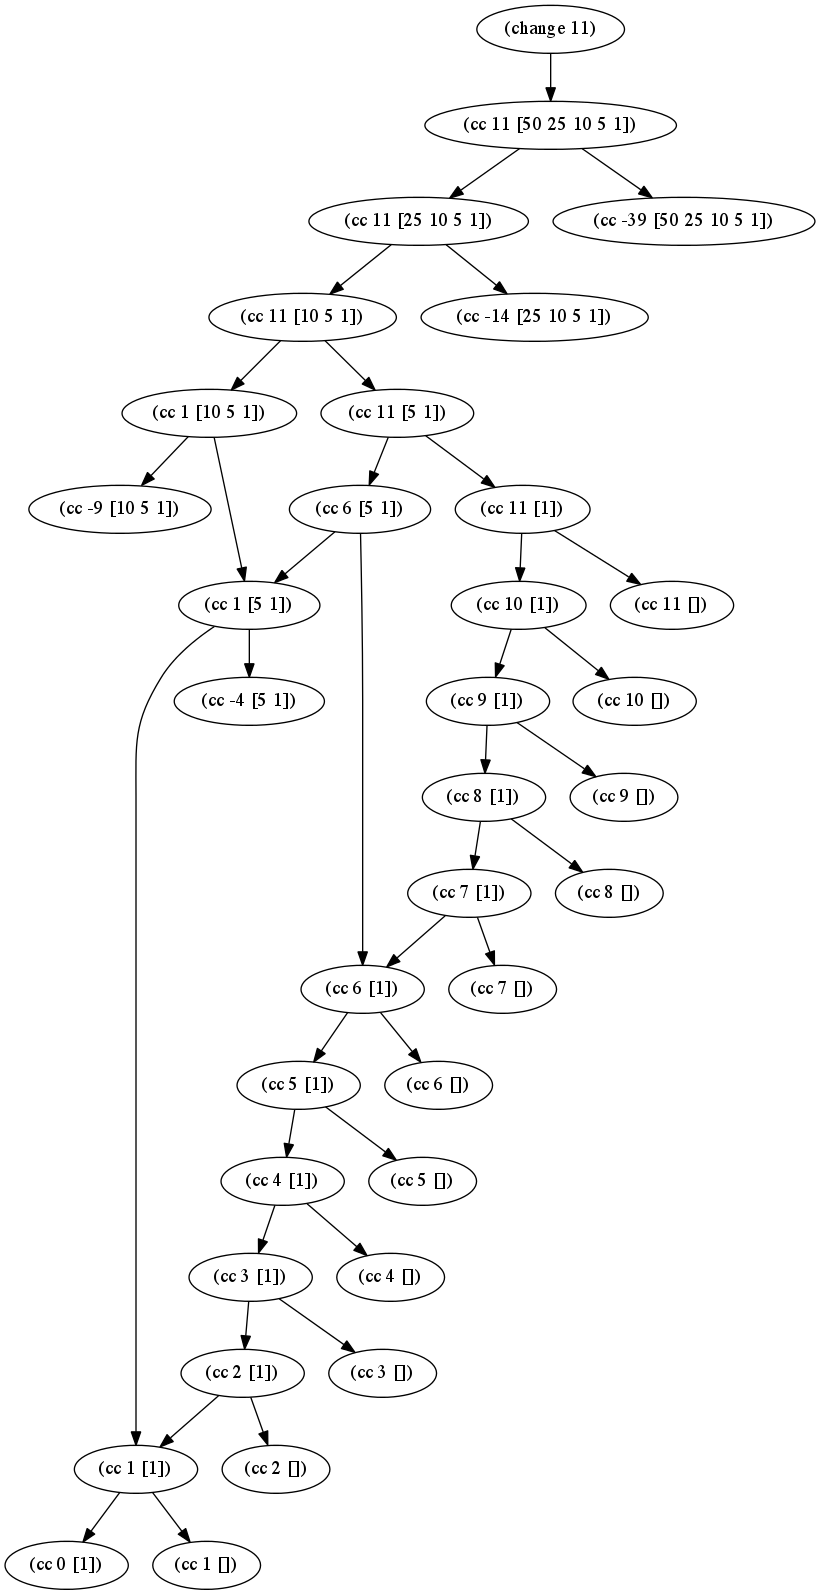 (change 11)
(cc 11 [50 25 10 5 1])
(cc 11 [25 10 5 1])
(cc -39 [50 25 10 5 1])
(cc 11 [10 5 1])
(cc -14 [25 10 5 1])
(cc 1 [10 5 1])
(cc 11 [5 1])
(cc -9 [10 5 1])
(cc 6 [5 1])
(cc 11 [1])
(cc 1 [5 1])
(cc 10 [1])
(cc 11 [])
(cc -4 [5 1])
(cc 9 [1])
(cc 10 [])
(cc 8 [1])
(cc 9 [])
(cc 7 [1])
(cc 8 [])
(cc 6 [1])
(cc 7 [])
(cc 5 [1])
(cc 6 [])
(cc 4 [1])
(cc 5 [])
(cc 3 [1])
(cc 4 [])
(cc 2 [1])
(cc 3 [])
(cc 1 [1])
(cc 2 [])
(cc 0 [1])
(cc 1 [])